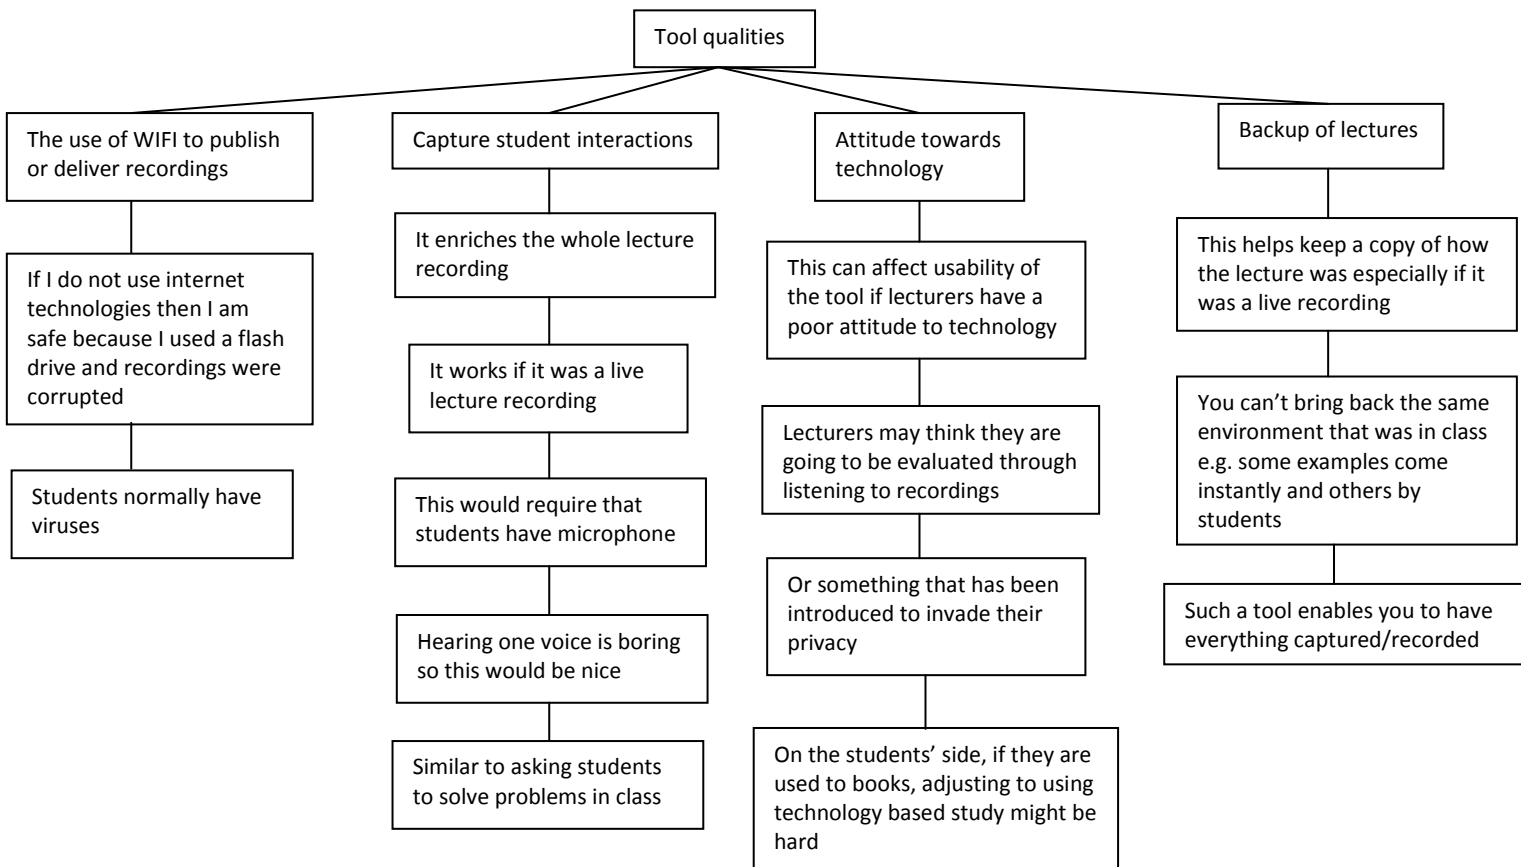 Tool qualities
The use of WIFI to publish
or deliver recordings
If I do not use internet
technologies then I am
safe because I used a flash
drive and recordings were
corrupted
Students normally have
viruses
Capture student interactions
It enriches the whole lecture
recording
It works if it was a live
lecture recording
This would require that
students have microphone
Hearing one voice is boring
so this would be nice
Similar to asking students
to solve problems in class
Attitude towards
technology
This can affect usability of
the tool if lecturers have a
poor attitude to technology
Lecturers may think they are
going to be evaluated through
listening to recordings
Or something that has been
introduced to invade their
privacy
On the students’ side, if they are
used to books, adjusting to using
technology based study might be
hard
Backup of lectures
This helps keep a copy of how
the lecture was especially if it
was a live recording
You can’t bring back the same
environment that was in class
e.g. some examples come
instantly and others by
students
Such a tool enables you to have
everything captured/recorded